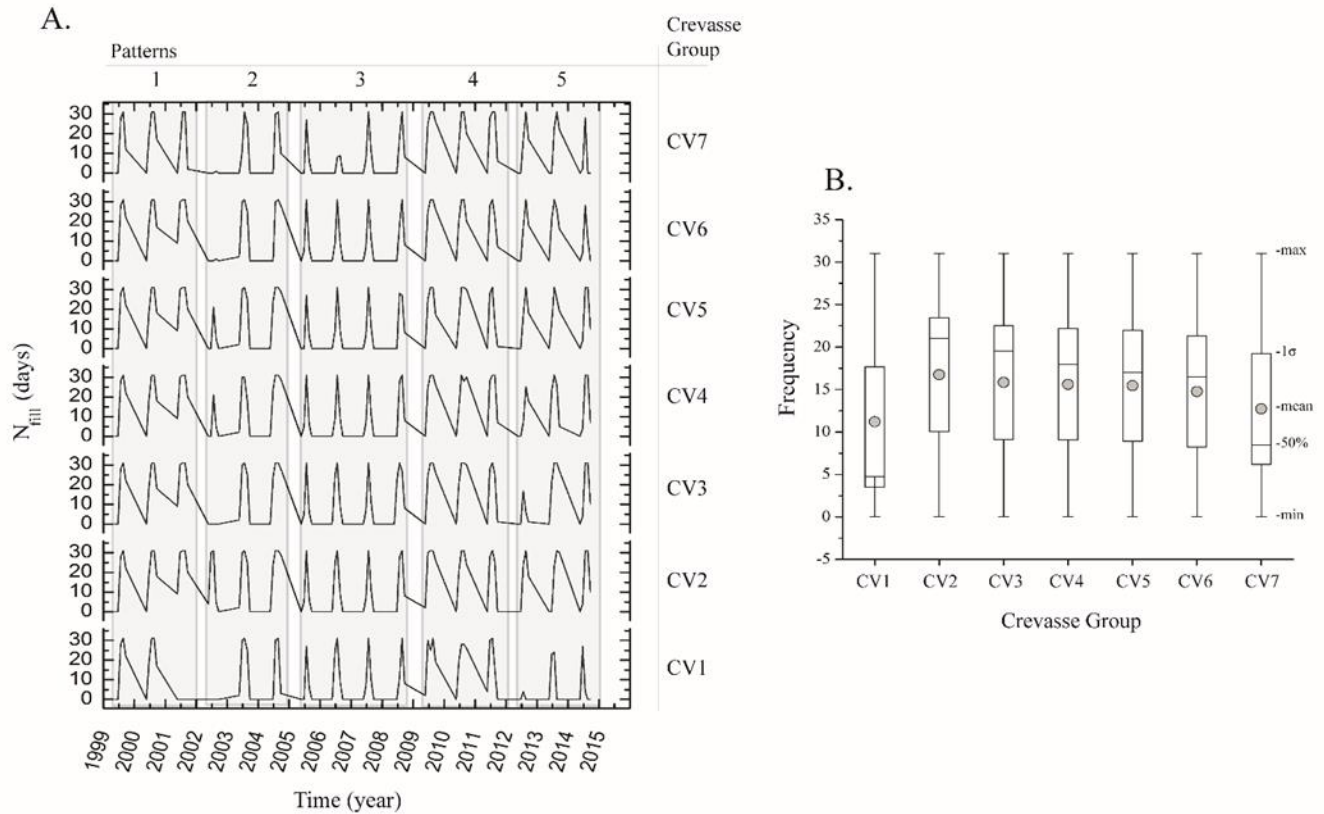 A.
Patterns
Crevasse
Group
1 2 3 4 5
30
20
10
0
CV7
30
20
10
0
CV6
30
20
10
0
CV5
30
20
10
0
CV4
30
20
10
0
CV3
30
20
10
0
CV2
30
20
10
0
CV1
Nfill (days)
1999 2000 2001 2002 2003 2004 2005 2006 2007 2008 2009 2010 2012 2013 2014 2015
Time (year)
B.
35
30
25
20
15
10
5
0
-5
Frequency
-max
-1σ
-mean
-50%
-min
CV1 CV2 CV3 CV4 CV5 CV6 CV7
Crevasse Group